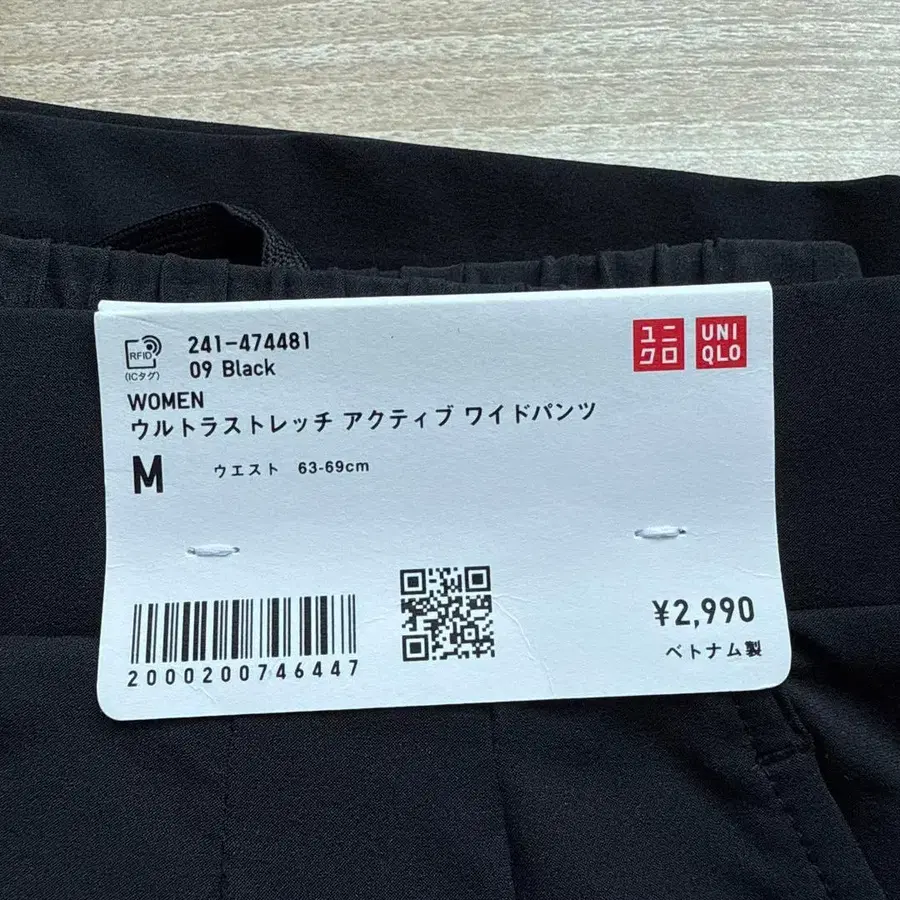 RFID
(ICタグ)
241-474481
09 Black
ユニ
クロ
UNI
QLO
WOMEN
ウルトラストレッチ アクティブ ワイドパンツ
M ウエスト 63-69cm
2000200746447
¥2,990
ベトナム製